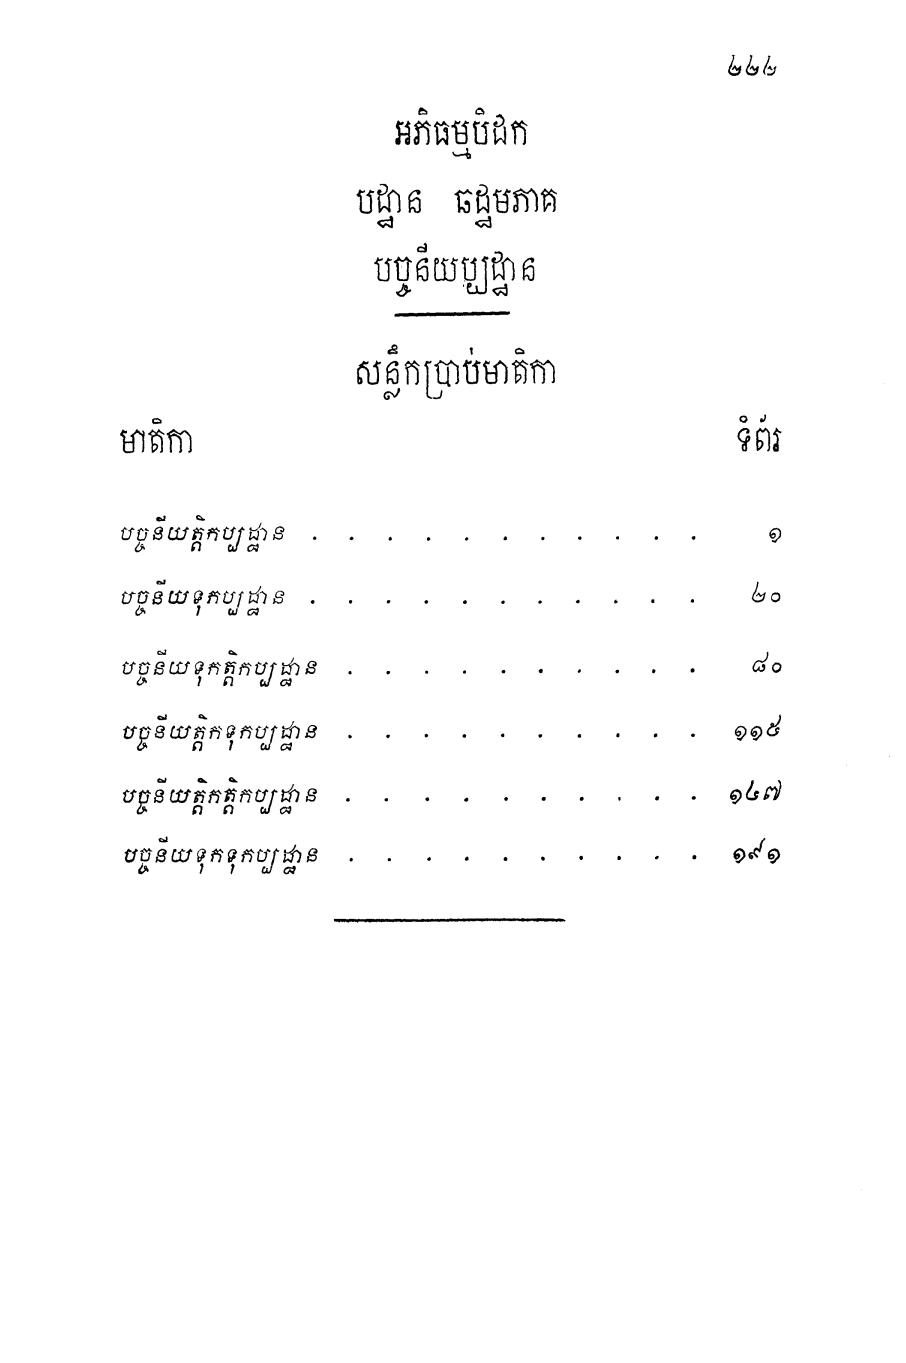 ២២២
អភិធម្មបិដក
បដ្ឋាន ឆដ្ឋមភាគ
បច្ចនីយប្បដ្ឋាន
សន្លឹកប្រាប់មាតិកា
មាតិកា ទំព័រ
បច្ចនីយត្តិកប្បដ្ឋាន . . . . . . . . . . . ១
បច្ចនីយទុកប្បដ្ឋាន . . . . . . . . . . . ២០
បច្ចនីយទុកត្តិកប្បដ្ឋាន . . . . . . . . . . ៨០
បច្ចនីយត្តិកទុកប្បដ្ឋាន . . . . . . . . . . ១១៥
បច្ចនីយត្តិកត្តិកប្បដ្ឋាន . . . . . . . . . . ១៤៧
បច្ចនីយទុកទុកប្បដ្ឋាន . . . . . . . . . . ១៩១